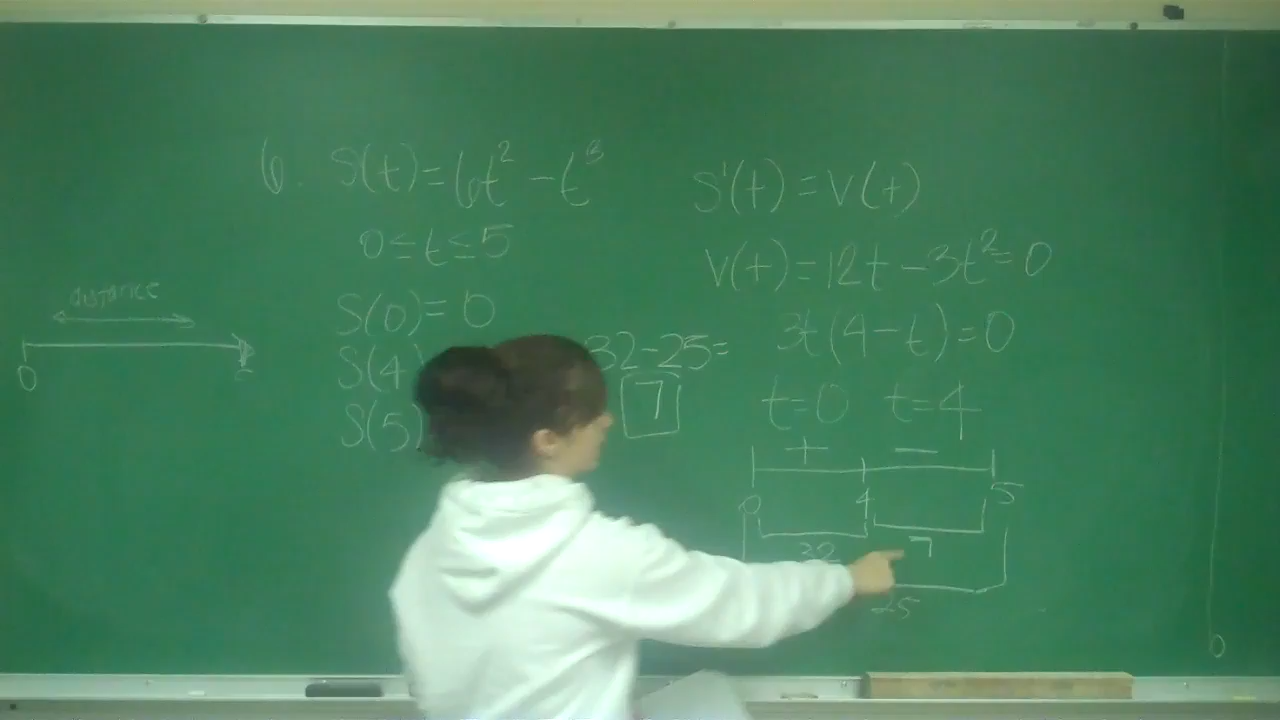 distance
0
6. S(t)=6t² -t³
0≤t≤5
S(0)=0
S(4
S(5)
32-25=
7
S'(t)=V(t)
V(t)=12t-3t²=0
3t(4-t)=0
t=0 t=4
+ -
0 4 5
32 7
25
0